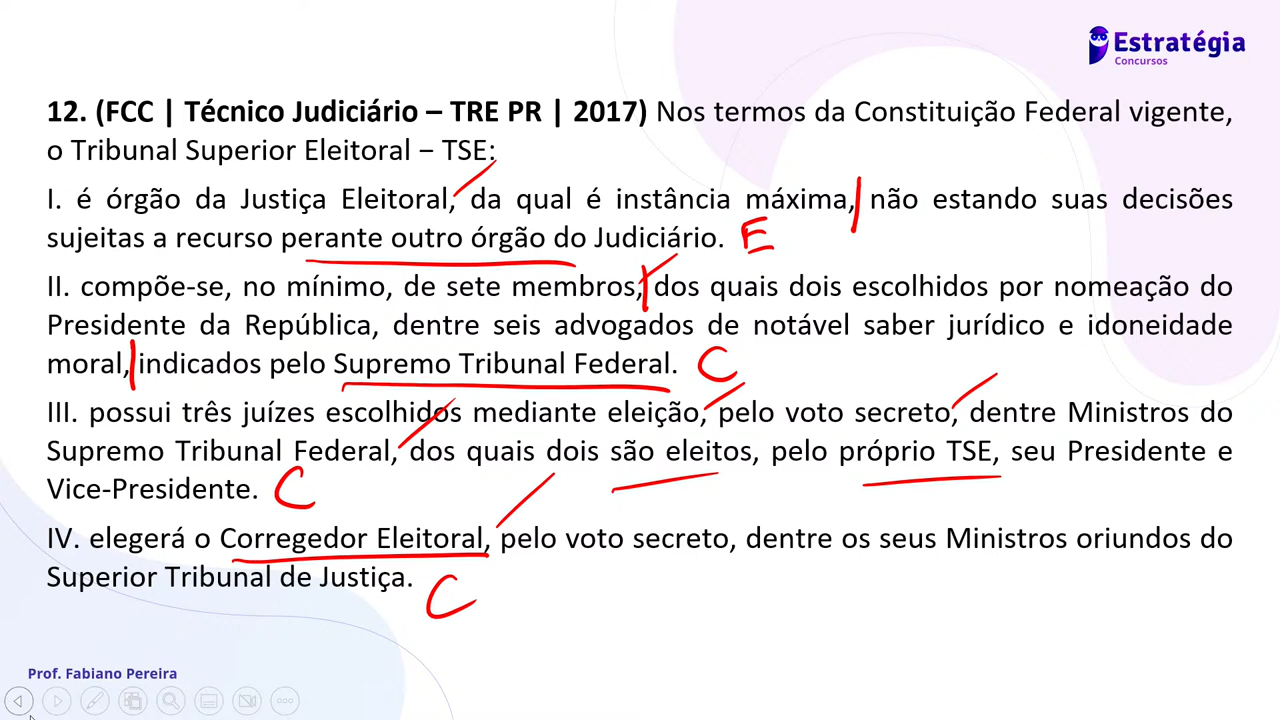 Estratégia
Concursos
12. (FCC | Técnico Judiciário – TRE PR | 2017) Nos termos da Constituição Federal vigente,
o Tribunal Superior Eleitoral − TSE:
I. é órgão da Justiça Eleitoral, da qual é instância máxima, não estando suas decisões
sujeitas a recurso perante outro órgão do Judiciário. E
II. compõe-se, no mínimo, de sete membros, dos quais dois escolhidos por nomeação do
Presidente da República, dentre seis advogados de notável saber jurídico e idoneidade
moral, indicados pelo Supremo Tribunal Federal. C
III. possui três juízes escolhidos mediante eleição, pelo voto secreto, dentre Ministros do
Supremo Tribunal Federal, dos quais dois são eleitos, pelo próprio TSE, seu Presidente e
Vice-Presidente. C
IV. elegerá o Corregedor Eleitoral, pelo voto secreto, dentre os seus Ministros oriundos do
Superior Tribunal de Justiça. C
Prof. Fabiano Pereira